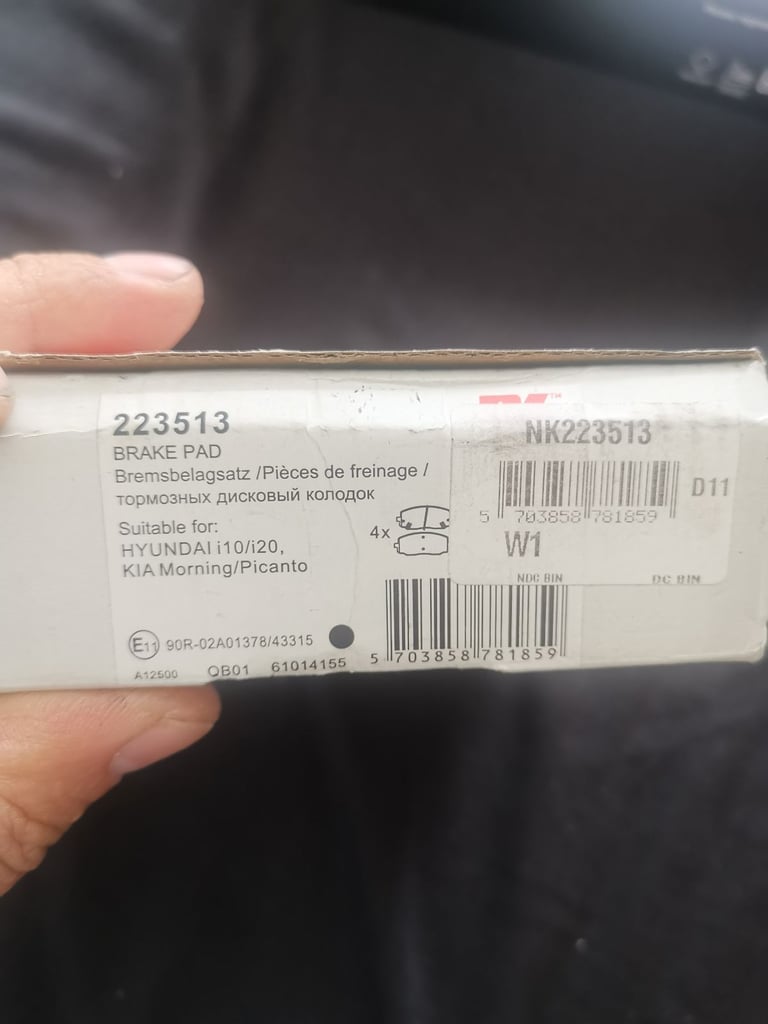 223513
BRAKE PAD
Bremsbelagsatz /Pièces de freinage /
тормозных дисковый колодок
Suitable for:
HYUNDAI i10/i20,
KIA Morning/Picanto
4x
E11 90R-02A01378/43315
A12500 QB01 61014155
5 703858 781859
TM
NK223513
D11
5 703858 781859
W1
NDC BIN DC BIN